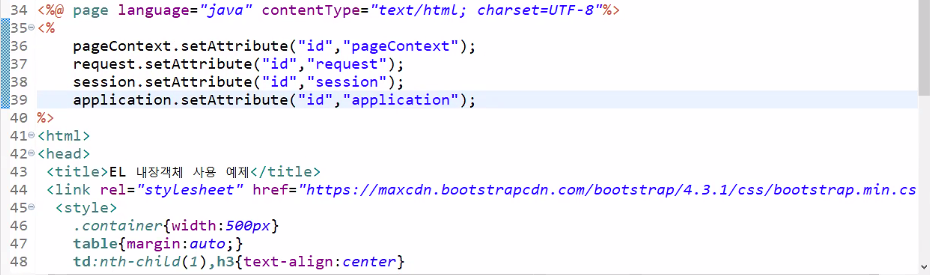 34 <%@ page language="java" contentType="text/html; charset=UTF-8"%>
35 <%
36 pageContext.setAttribute("id","pageContext");
37 request.setAttribute("id","request");
38 session.setAttribute("id","session");
39 application.setAttribute("id","application");
40 %>
41 <html>
42 <head>
43 <title>EL 내장객체 사용 예제</title>
44 <link rel="stylesheet" href="https://maxcdn.bootstrapcdn.com/bootstrap/4.3.1/css/bootstrap.min.cs
45 <style>
46 .container{width:500px}
47 table{margin:auto;}
48 td:nth-child(1),h3{text-align:center}